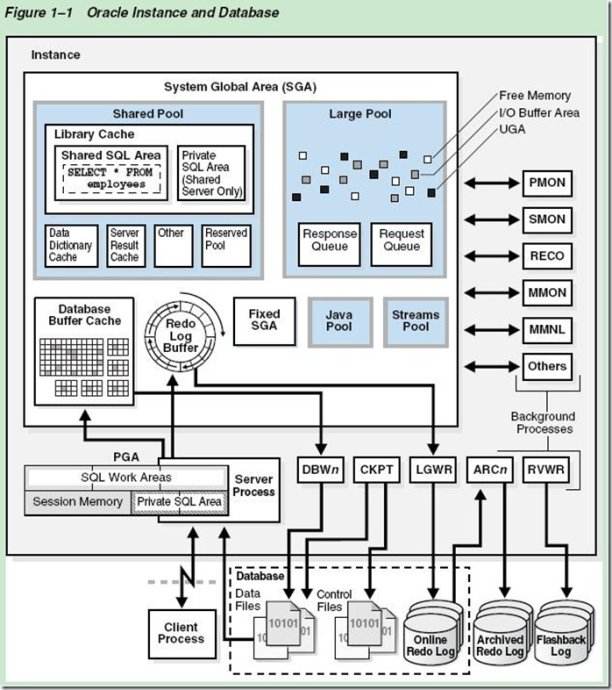 Figure 1–1 Oracle Instance and Database
Instance
System Global Area (SGA)
Shared Pool
Library Cache
Shared SQL Area
SELECT * FROM
employees
Private
SQL Area
(Shared
Server Only)
Data
Dictionary
Cache
Server
Result
Cache
Other
Reserved
Pool
Large Pool
Response
Queue
Request
Queue
Free Memory
I/O Buffer Area
UGA
Database
Buffer Cache
Redo
Log
Buffer
Fixed
SGA
Java
Pool
Streams
Pool
PMON
SMON
RECO
MMON
MMNL
Others
Background
Processes
PGA
SQL Work Areas
Session Memory
Private SQL Area
Server
Process
DBWn
CKPT
LGWR
ARCn
RVWR
Client
Process
Database
Data
Files
10101
1
01
Control
Files
10101
1
01
Online
Redo Log
Archived
Redo Log
Flashback
Log